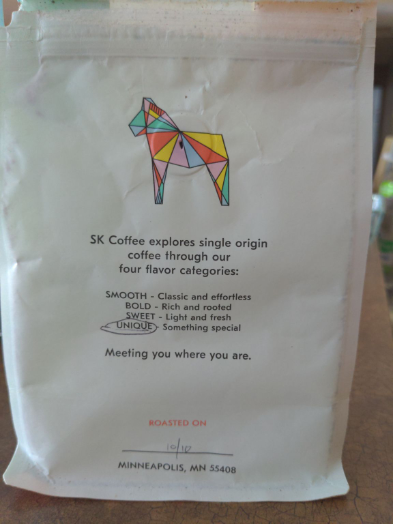 SK Coffee explores single origin
coffee through our
four flavor categories:
SMOOTH - Classic and effortless
BOLD - Rich and rooted
SWEET - Light and fresh
UNIQUE - Something special
Meeting you where you are.
ROASTED ON
10/10
MINNEAPOLIS, MN 55408